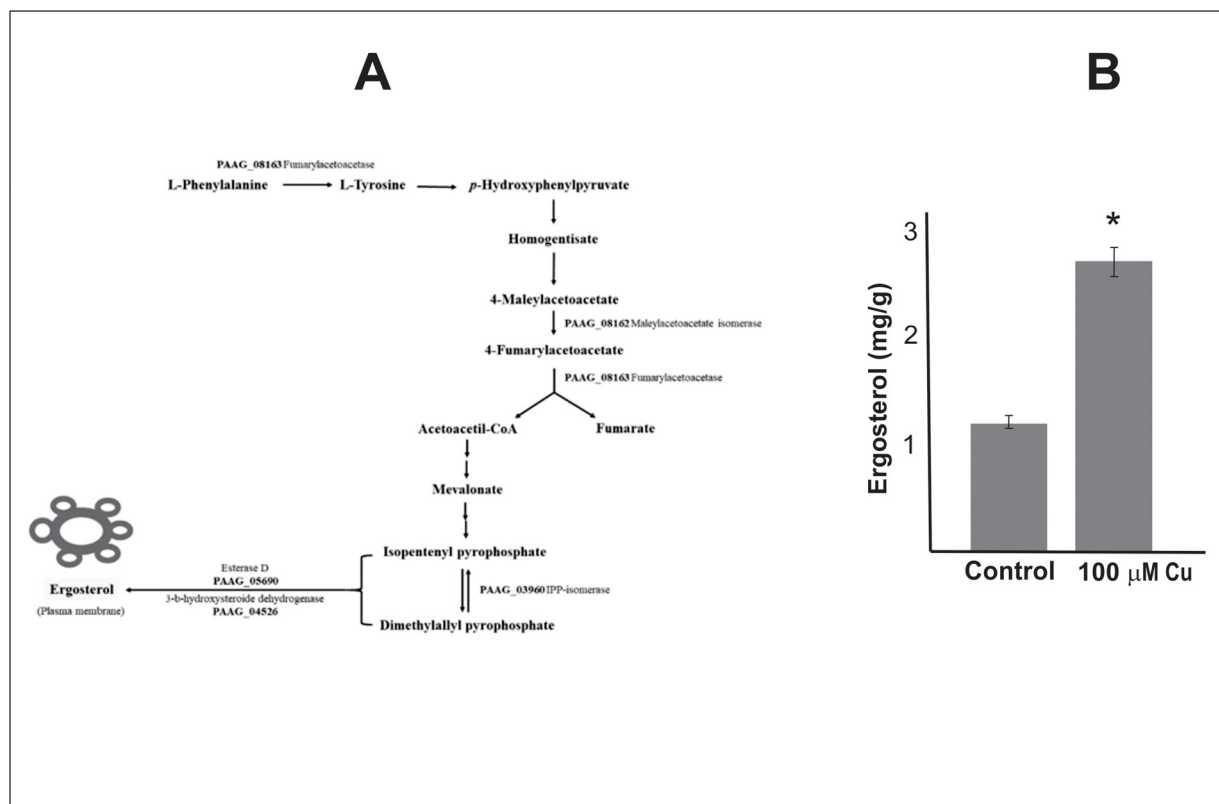 A
PAAG_08163 Fumarylacetoacetase
L-Phenylalanine L-Tyrosine p-Hydroxyphenylpyruvate
Homogentisate
4-Maleylacetoacetate
PAAG_08162 Maleylacetoacetate isomerase
4-Fumarylacetoacetate
PAAG_08163 Fumarylacetoacetase
Acetoacetil-CoA Fumarate
Mevalonate
Isopentenyl pyrophosphate
PAAG_03960 IPP-isomerase
Dimethylallyl pyrophosphate
Esterase D
PAAG_05690
3-b-hydroxysteroide dehydrogenase
PAAG_04526
Ergosterol
(Plasma membrane)
B
Ergosterol (mg/g)
3
2
1
*
Control 100 μM Cu